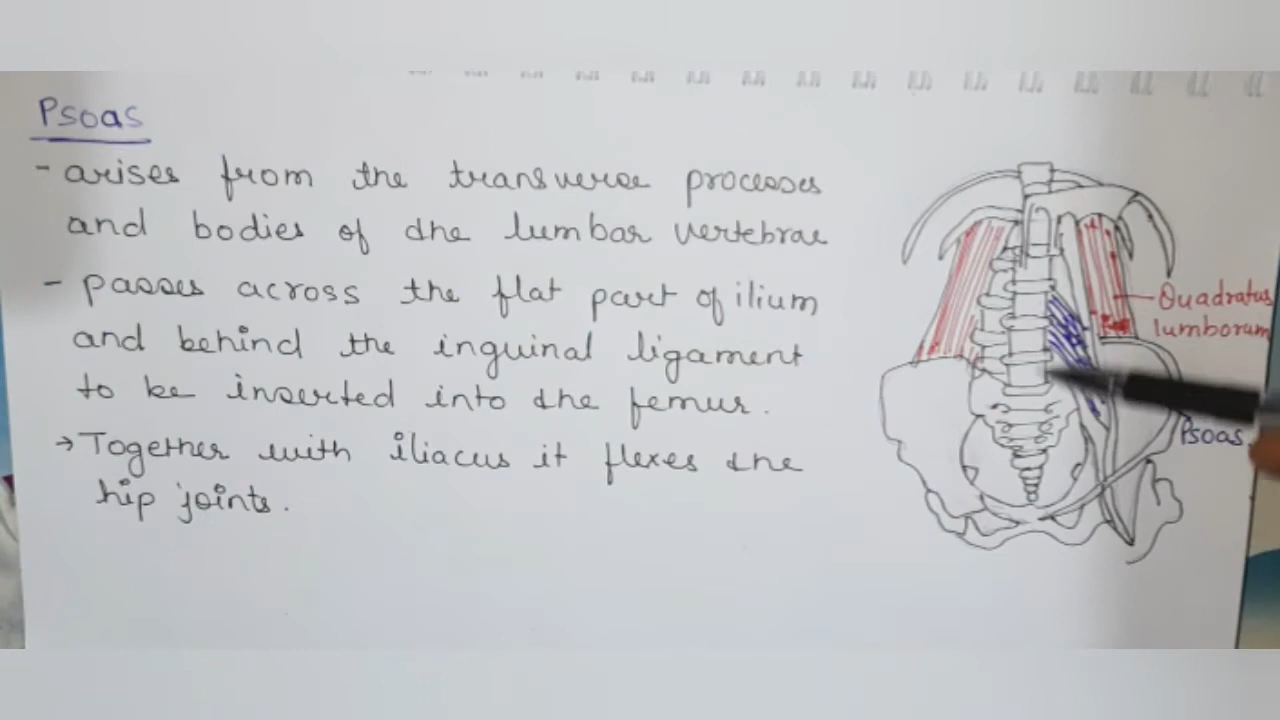 Psoas
- arises from the transverse processes
and bodies of the lumbar vertebrae
- passes across the flat part of ilium
and behind the inguinal ligament
to be inserted into the femur.
→ Together with iliacus it flexes the
hip joints.
Quadratus
lumborum
Psoas